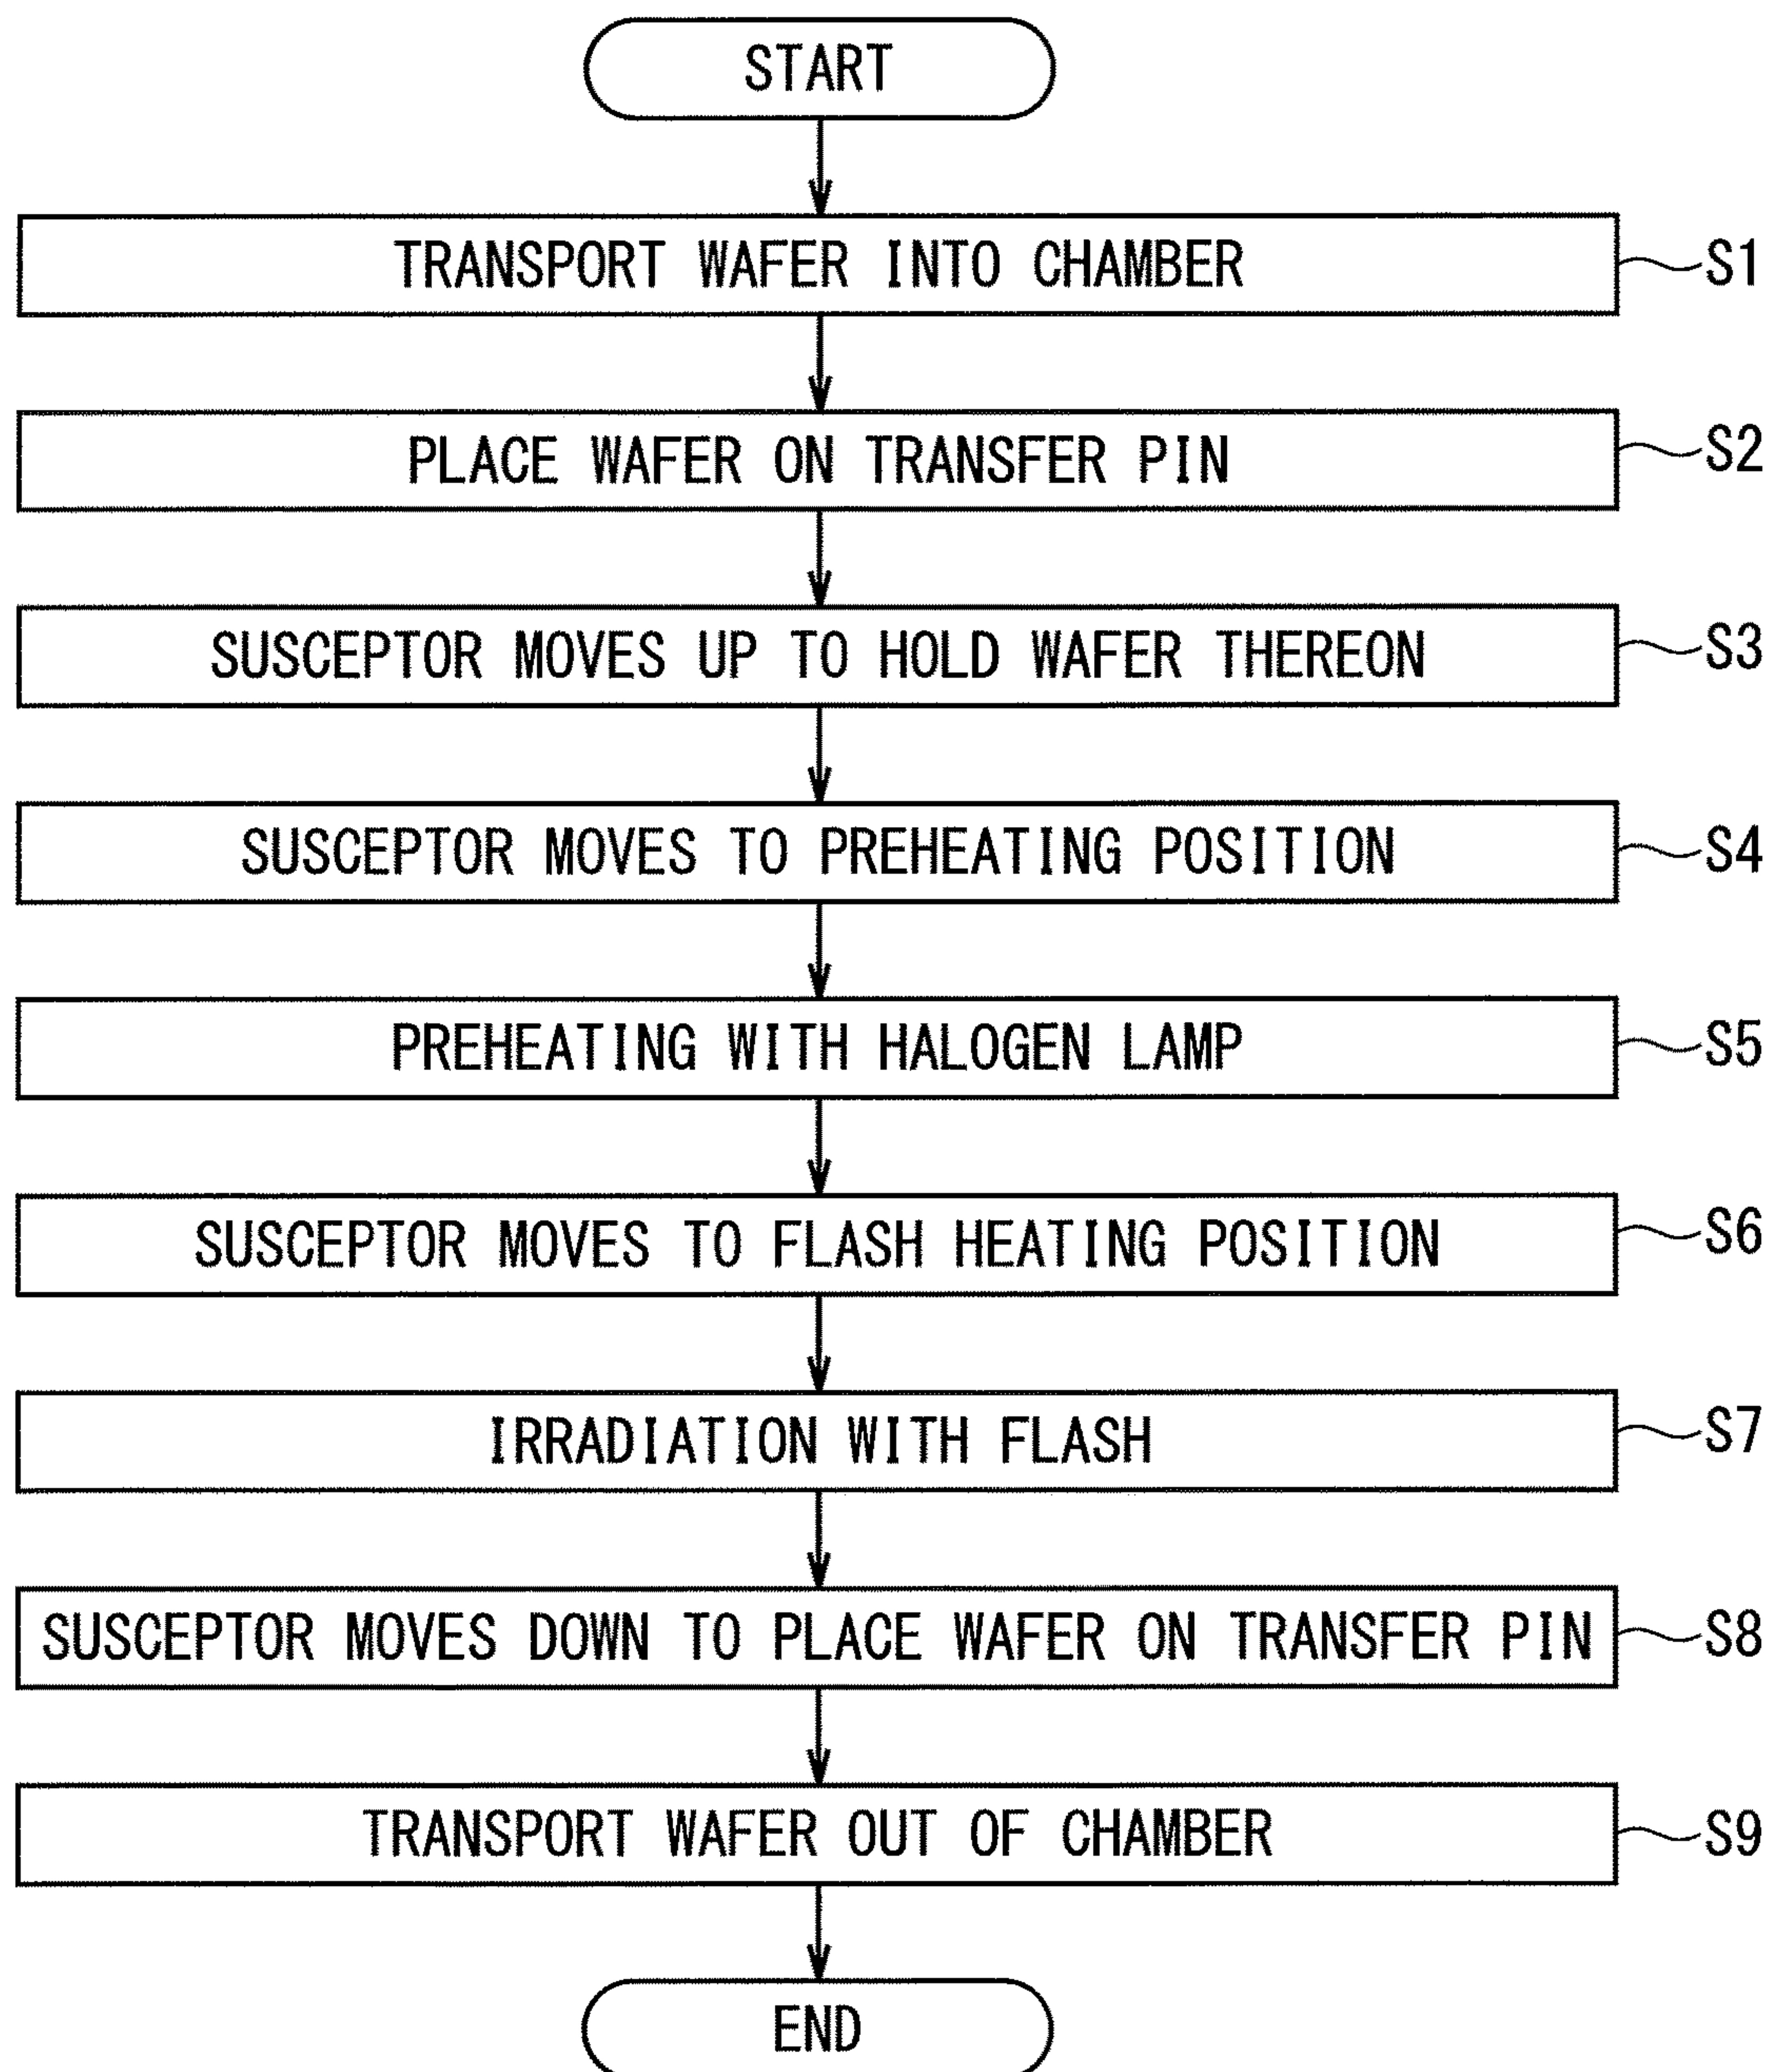 START
TRANSPORT WAFER INTO CHAMBER S1
PLACE WAFER ON TRANSFER PIN S2
SUSCEPTOR MOVES UP TO HOLD WAFER THEREON S3
SUSCEPTOR MOVES TO PREHEATING POSITION S4
PREHEATING WITH HALOGEN LAMP S5
SUSCEPTOR MOVES TO FLASH HEATING POSITION S6
IRRADIATION WITH FLASH S7
SUSCEPTOR MOVES DOWN TO PLACE WAFER ON TRANSFER PIN S8
TRANSPORT WAFER OUT OF CHAMBER S9
END